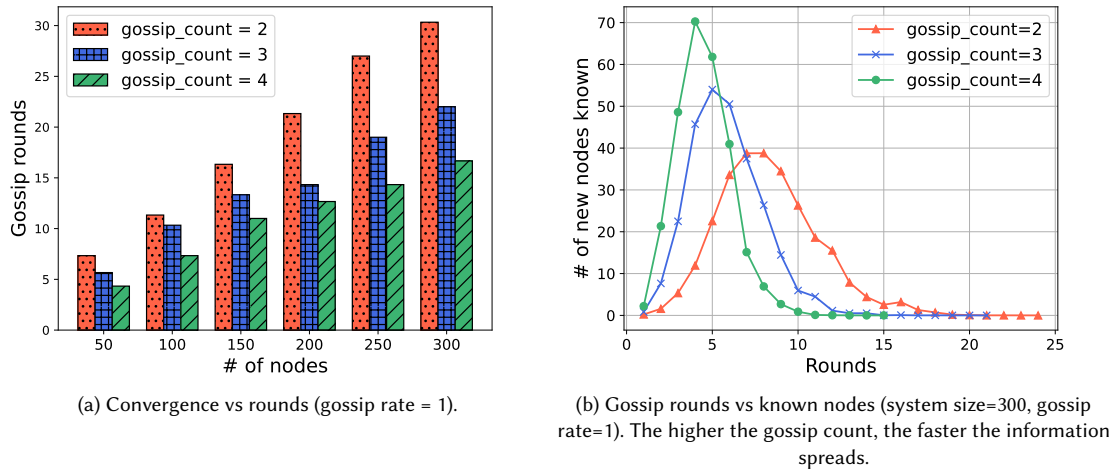 gossip_count = 2
gossip_count = 3
gossip_count = 4
Gossip rounds
30
25
20
15
10
5
0
50 100 150 200 250 300
# of nodes
(a) Convergence vs rounds (gossip rate = 1).
gossip_count=2
gossip_count=3
gossip_count=4
# of new nodes known
70
60
50
40
30
20
10
0
0 5 10 15 20 25
Rounds
(b) Gossip rounds vs known nodes (system size=300, gossip
rate=1). The higher the gossip count, the faster the information
spreads.